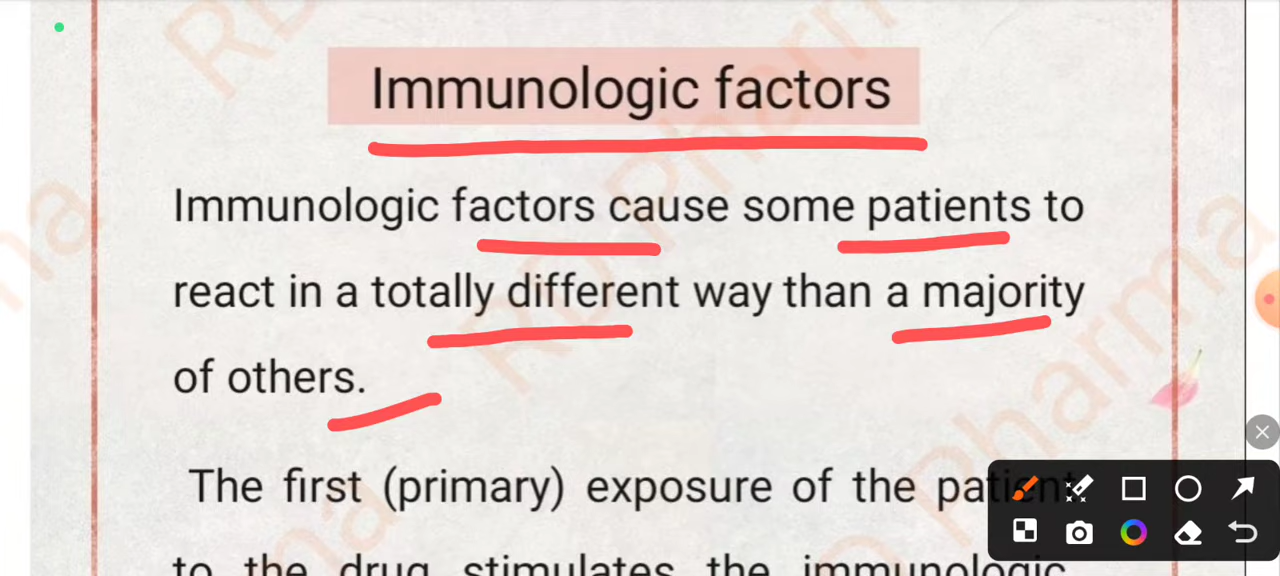 Immunologic factors
Immunologic factors cause some patients to
react in a totally different way than a majority
of others.
The first (primary) exposure of the patient
to the drug stimulates the immunologic